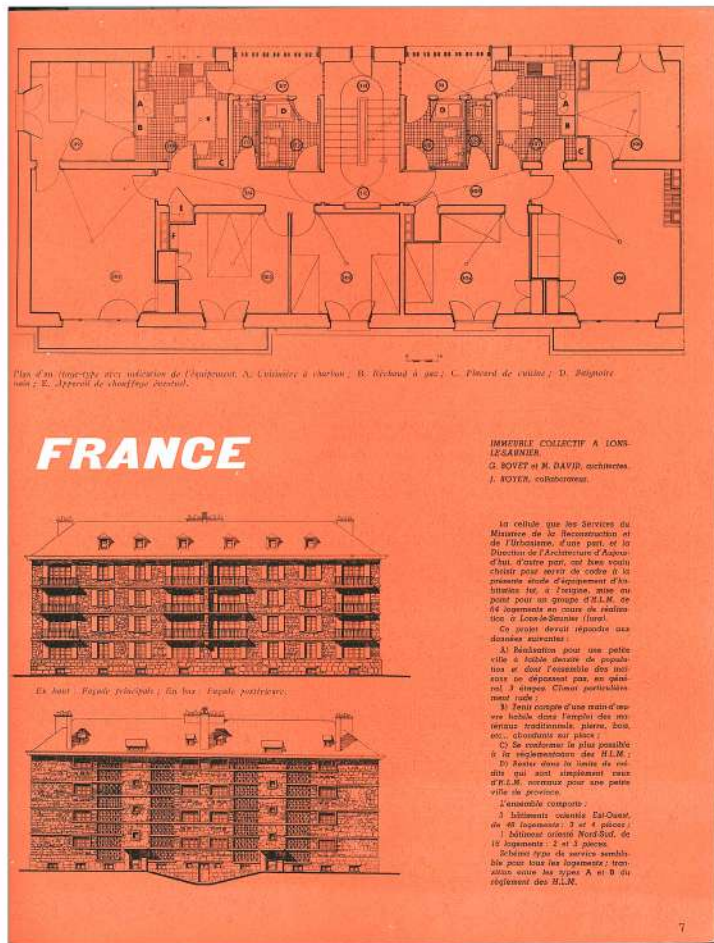 Plan d'un étage-type avec indication de l'équipement. A. Cuisinière à charbon ; B. Réchaud à gaz ; C. Placard de cuisine ; D. Baignoire
E. Appareil de chauffage éventuel.
FRANCE
IMMEUBLE COLLECTIF A LONS-
LE-SAUNIER.
G. BOVET et M. DAVID, architectes.
J. ROYER, collaborateur.
En haut : Façade principale ; En bas : Façade postérieure.
La cellule que les Services du
Ministère de la Reconstruction et
de l'Urbanisme, d'une part, et la
Direction de l'Architecture d'Aujour-
d'hui, d'autre part, ont bien voulu
choisir pour servir de cadre à la
présente étude d'équipement d'ha-
bitation fut, à l'origine, mise au
point pour un groupe d'H.L.M. de
64 logements en cours de réalisa-
tion à Lons-le-Saunier (Jura).
Ce projet devait répondre aux
données suivantes :
A) Réalisation pour une petite
ville à faible densité de popula-
tion et dont l'ensemble des mai-
sons ne dépassent pas, en géné-
ral, 3 étages. Climat particulière-
ment rude ;
B) Tenir compte d'une main-d'œu-
vre habile dans l'emploi des ma-
tériaux traditionnels, pierre, bois,
etc... abondants sur place ;
C) Se conformer le plus possible
à la réglementation des H.L.M. ;
D) Rester dans la limite de cré-
dits qui sont simplement ceux
d'H.L.M. normaux pour une petite
ville de province.
L'ensemble comporte :
3 bâtiments orientés Est-Ouest,
de 48 logements : 3 et 4 pièces ;
1 bâtiment orienté Nord-Sud, de
16 logements : 2 et 3 pièces.
Schéma type de service sembla-
ble pour tous les logements ; tran-
sition entre les types A et B du
règlement des H.L.M.
7